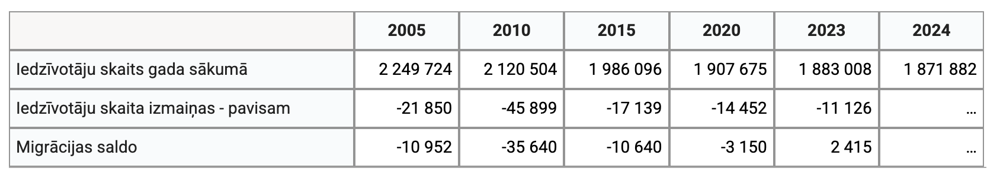 2005 2010 2015 2020 2023 2024
Iedzīvotāju skaits gada sākumā 2 249 724 2 120 504 1 986 096 1 907 675 1 883 008 1 871 882
Iedzīvotāju skaita izmaiņas - pavisam -21 850 -45 899 -17 139 -14 452 -11 126 …
Migrācijas saldo -10 952 -35 640 -10 640 -3 150 2 415 …